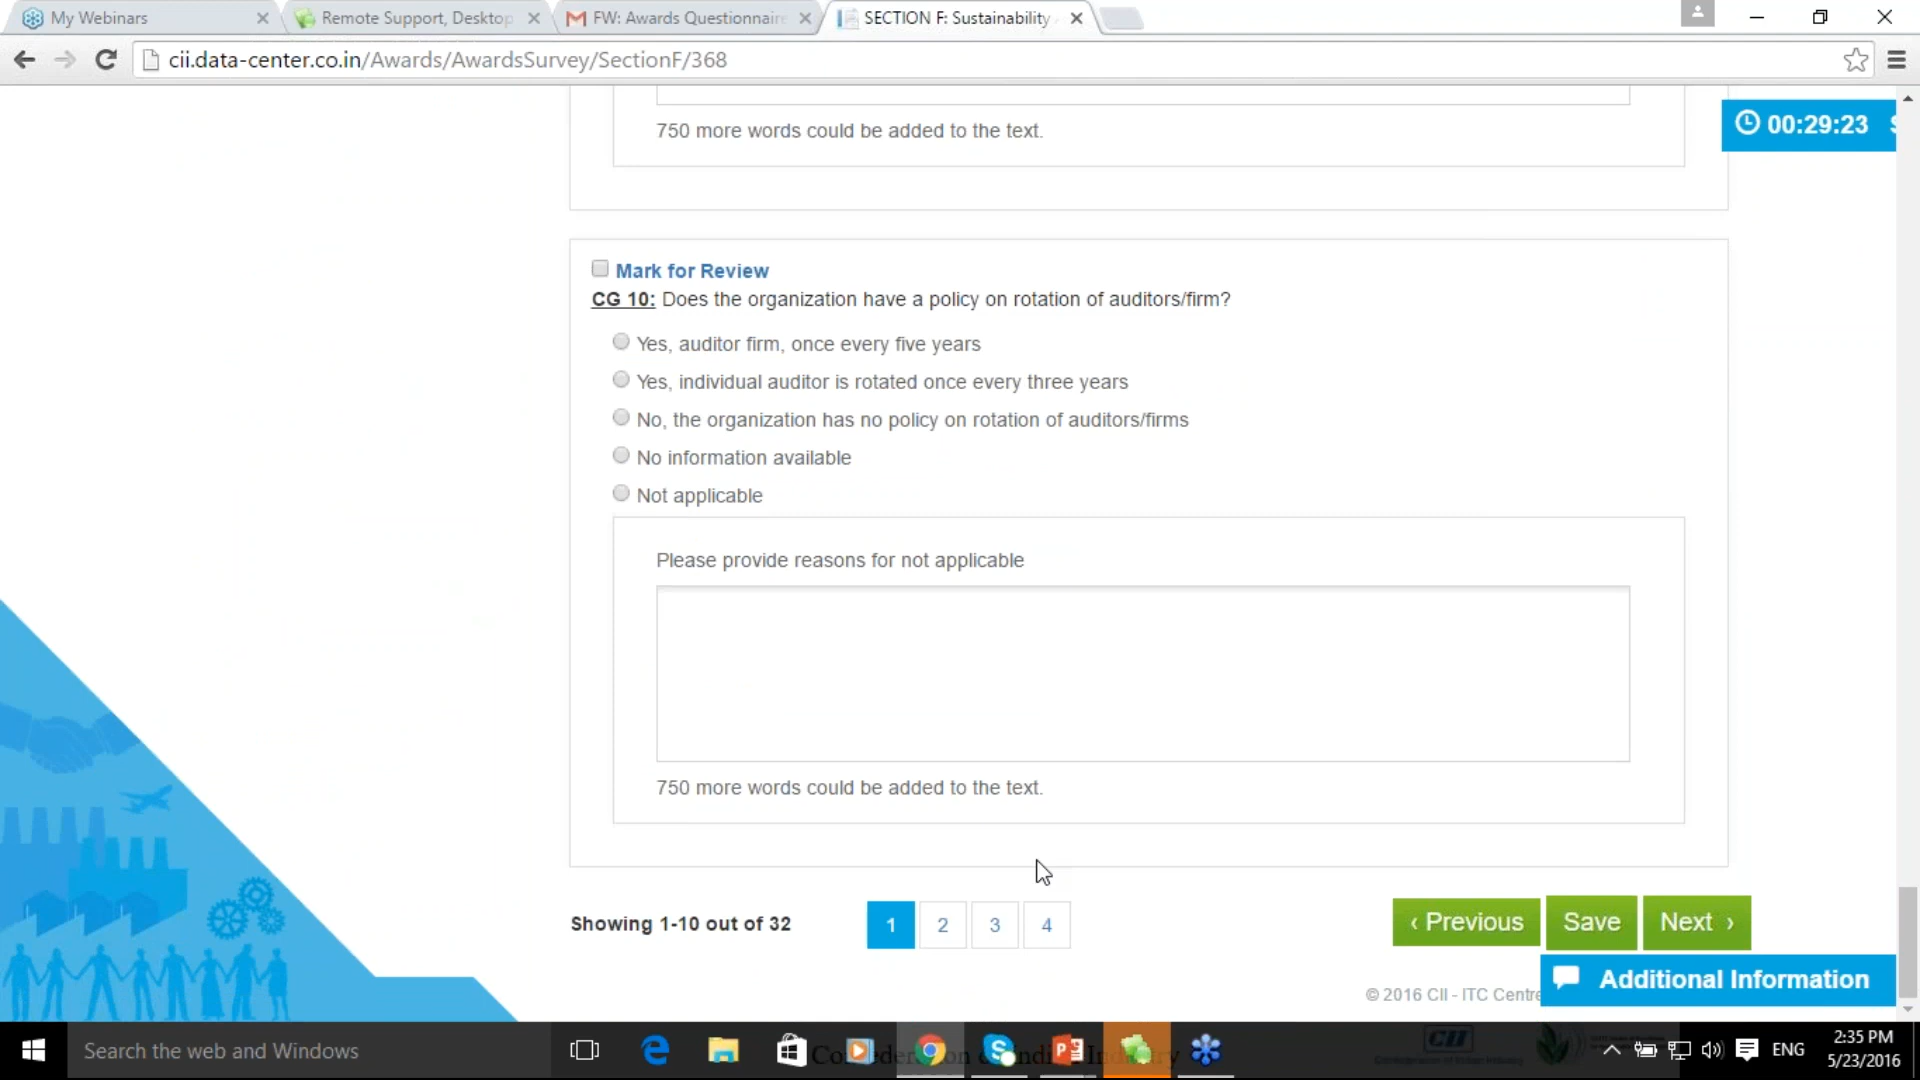 My Webinars
Remote Support, Desktop
FW: Awards Questionnaire
SECTION F: Sustainability
cii.data-center.co.in/Awards/AwardsSurvey/SectionF/368
750 more words could be added to the text.
00:29:23
Mark for Review
CG 10: Does the organization have a policy on rotation of auditors/firm?
Yes, auditor firm, once every five years
Yes, individual auditor is rotated once every three years
No, the organization has no policy on rotation of auditors/firms
No information available
Not applicable
Please provide reasons for not applicable
750 more words could be added to the text.
Showing 1-10 out of 32
1 2 3 4
‹ Previous
Save
Next ›
Additional Information
© 2016 CII - ITC Centre
Search the web and Windows
ENG
2:35 PM
5/23/2016